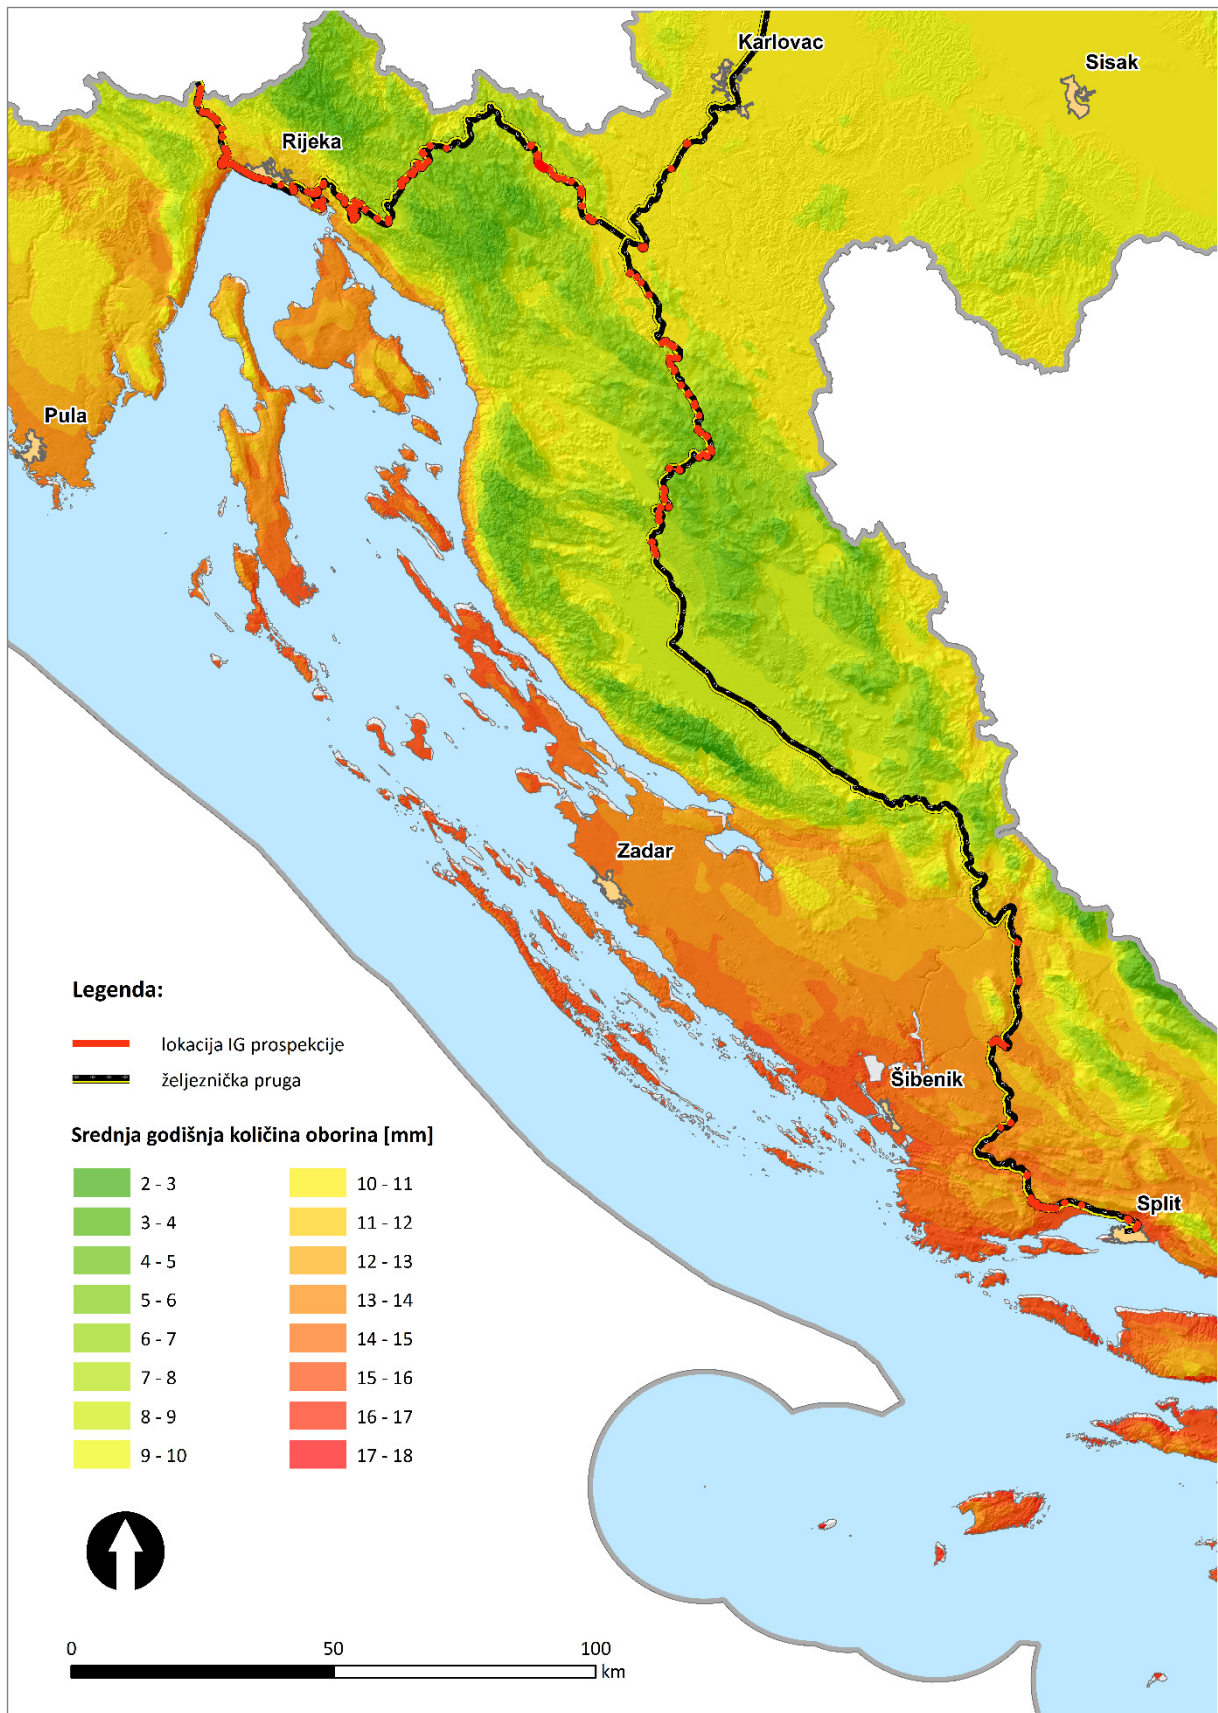 Karlovac
Sisak
Rijeka
Pula
Zadar
Legenda:
lokacija IG prospekcije
željeznička pruga
Šibenik
Srednja godišnja količina oborina [mm]
2 - 3
10 - 11
3 - 4
11 - 12
Split
4 - 5
12 - 13
5 - 6
13 - 14
6 - 7
14 - 15
7 - 8
15 - 16
8 - 9
16 - 17
9 - 10
17 - 18
0
50
100
km